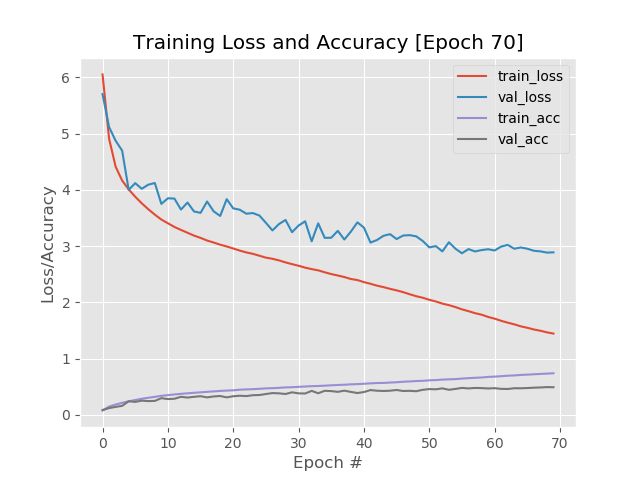 Training Loss and Accuracy [Epoch 70]
train_loss
val_loss
train_acc
val_acc
Loss/Accuracy
6
5
4
3
2
1
0
0 10 20 30 40 50 60 70
Epoch #